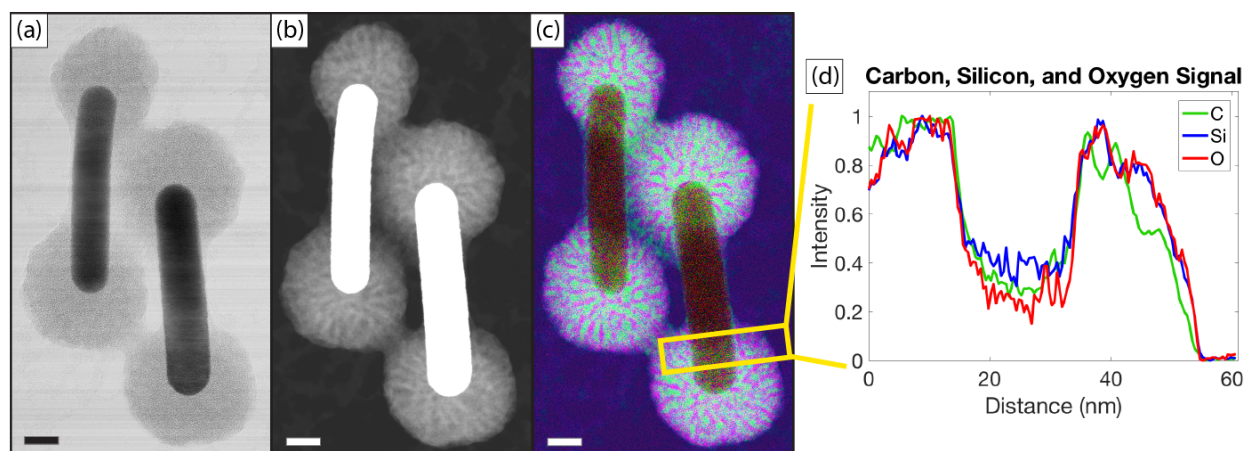 (a)
(b)
(c)
(d)
Carbon, Silicon, and Oxygen Signal
C
Si
O
1
0.8
0.6
0.4
0.2
0
Intensity
0
20
40
60
Distance (nm)